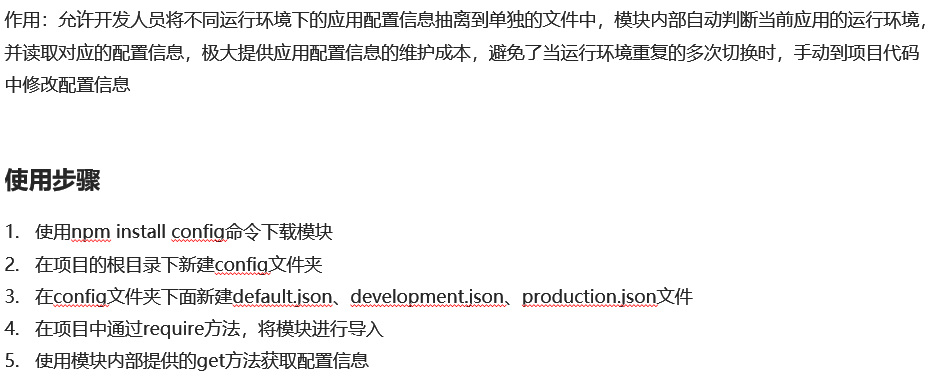 作用：允许开发人员将不同运行环境下的应用配置信息抽离到单独的文件中，模块内部自动判断当前应用的运行环境，
并读取对应的配置信息，极大提供应用配置信息的维护成本，避免了当运行环境重复的多次切换时，手动到项目代码
中修改配置信息
使用步骤
1. 使用npm install config命令下载模块
2. 在项目的根目录下新建config文件夹
3. 在config文件夹下面新建default.json、development.json、production.json文件
4. 在项目中通过require方法，将模块进行导入
5. 使用模块内部提供的get方法获取配置信息